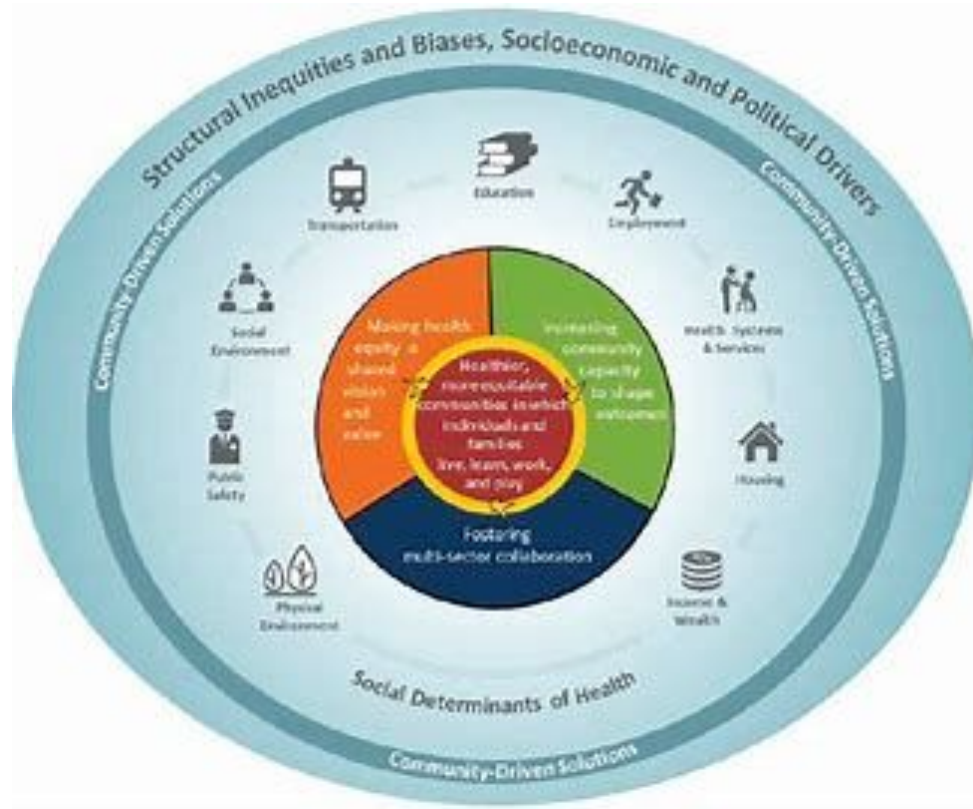 Structural Inequities and Biases, Socioeconomic and Political Drivers
Community-Driven Solutions
Community-Driven Solutions
Education
Transportation
Employment
Social
Environment
Health Systems
& Services
Public
Safety
Housing
Physical
Environment
Income &
Wealth
Making health
equity a
shared
vision and
value
Increasing
community
capacity
to shape
outcomes
Healthier,
more equitable
communities in which
individuals and
families
live, learn, work,
and play
Fostering
multi-sector collaboration
Social Determinants of Health
Community-Driven Solutions